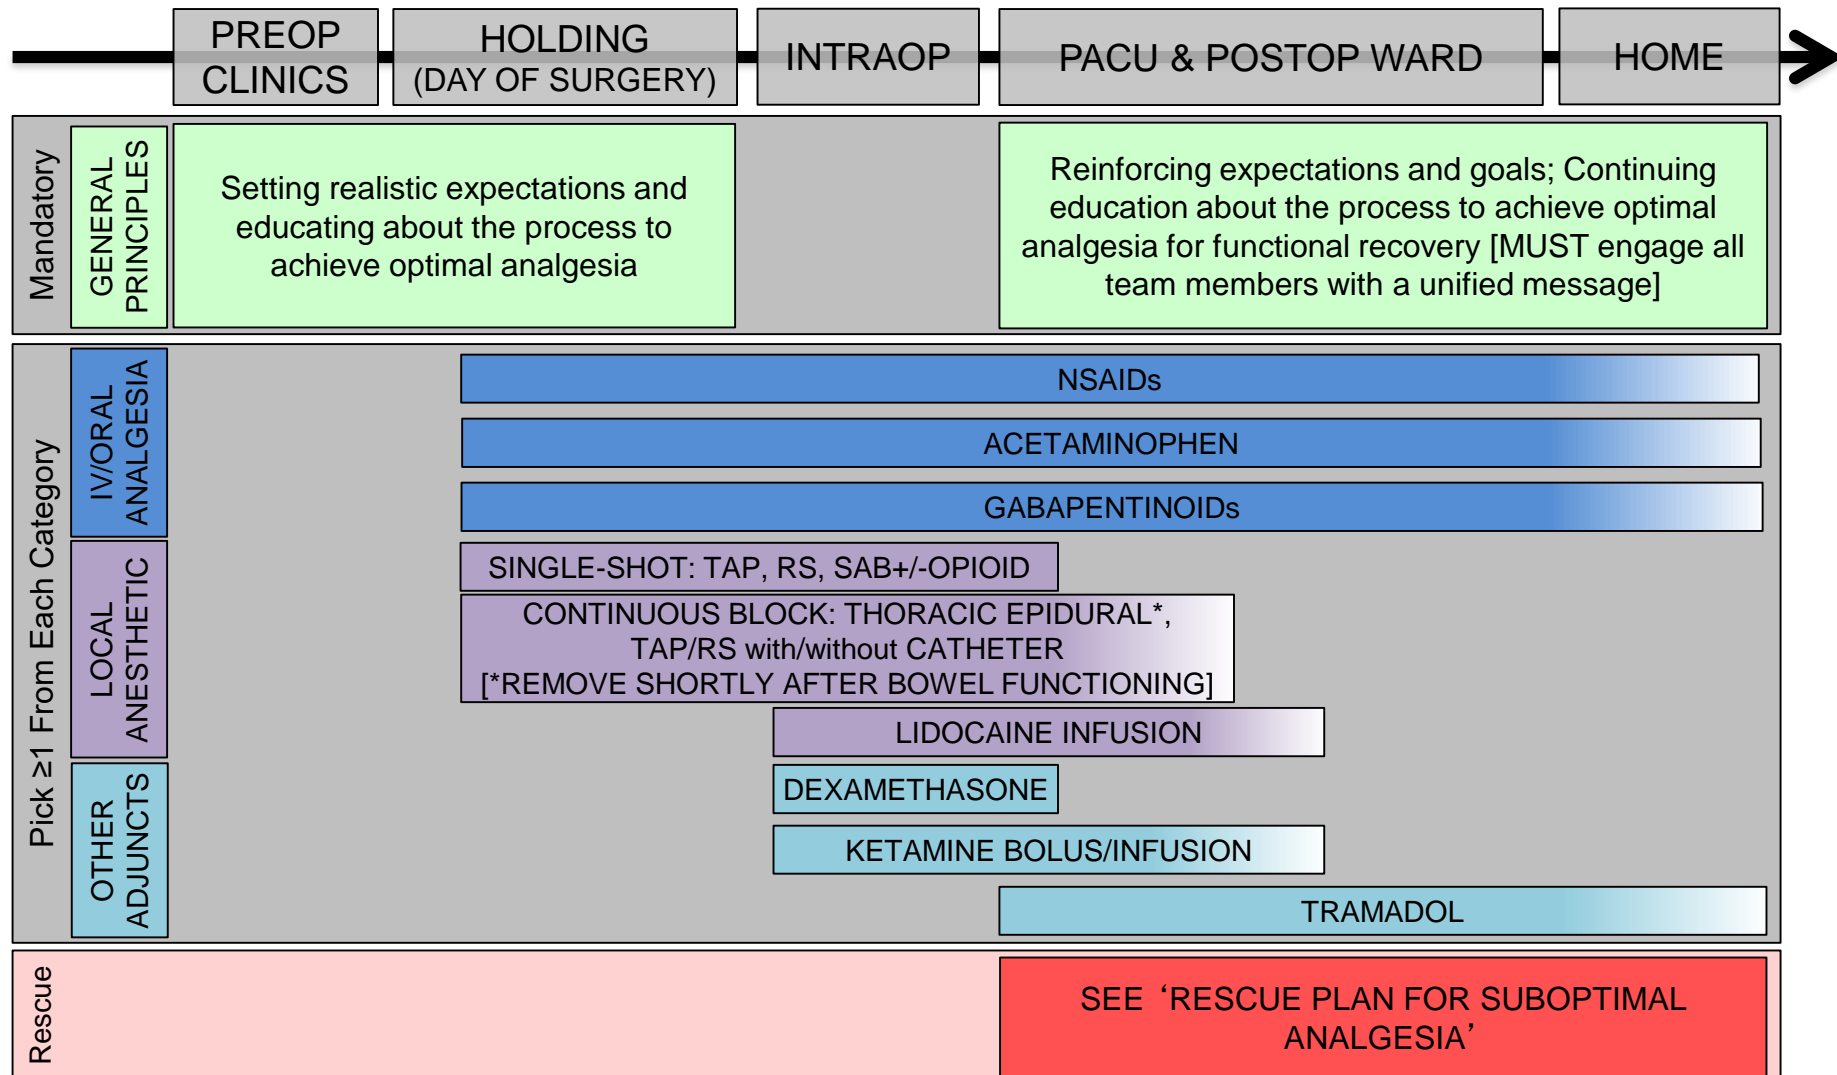 PREOP
CLINICS
HOLDING
(DAY OF SURGERY)
INTRAOP
PACU & POSTOP WARD
HOME
Mandatory
GENERAL
PRINCIPLES
Setting realistic expectations and
educating about the process to
achieve optimal analgesia
Reinforcing expectations and goals; Continuing
education about the process to achieve optimal
analgesia for functional recovery [MUST engage all
team members with a unified message]
Pick ≥1 From Each Category
IV/ORAL
ANALGESIA
NSAIDs
ACETAMINOPHEN
GABAPENTINOIDs
LOCAL
ANESTHETIC
SINGLE-SHOT: TAP, RS, SAB+/-OPIOID
CONTINUOUS BLOCK: THORACIC EPIDURAL*,
TAP/RS with/without CATHETER
[*REMOVE SHORTLY AFTER BOWEL FUNCTIONING]
LIDOCAINE INFUSION
OTHER
ADJUNCTS
DEXAMETHASONE
KETAMINE BOLUS/INFUSION
TRAMADOL
Rescue
SEE ‘RESCUE PLAN FOR SUBOPTIMAL
ANALGESIA’